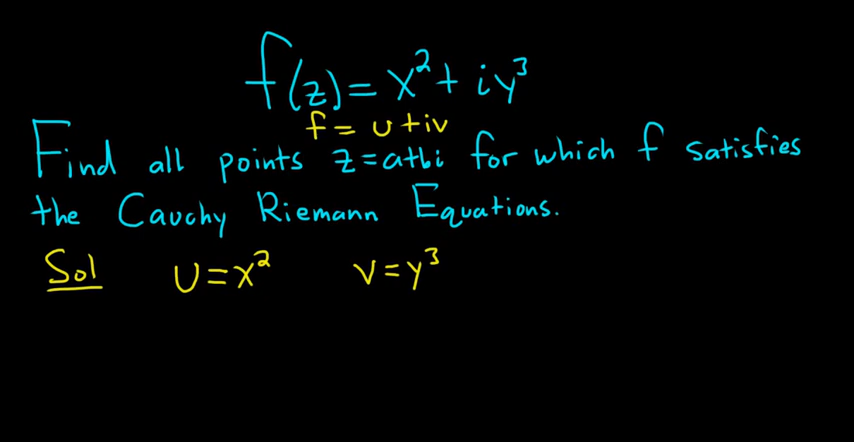 f(z) = x² + iy³
f = u + iv
Find all points z = a+bi for which f satisfies
the Cauchy Riemann Equations.
Sol U = x² V = y³